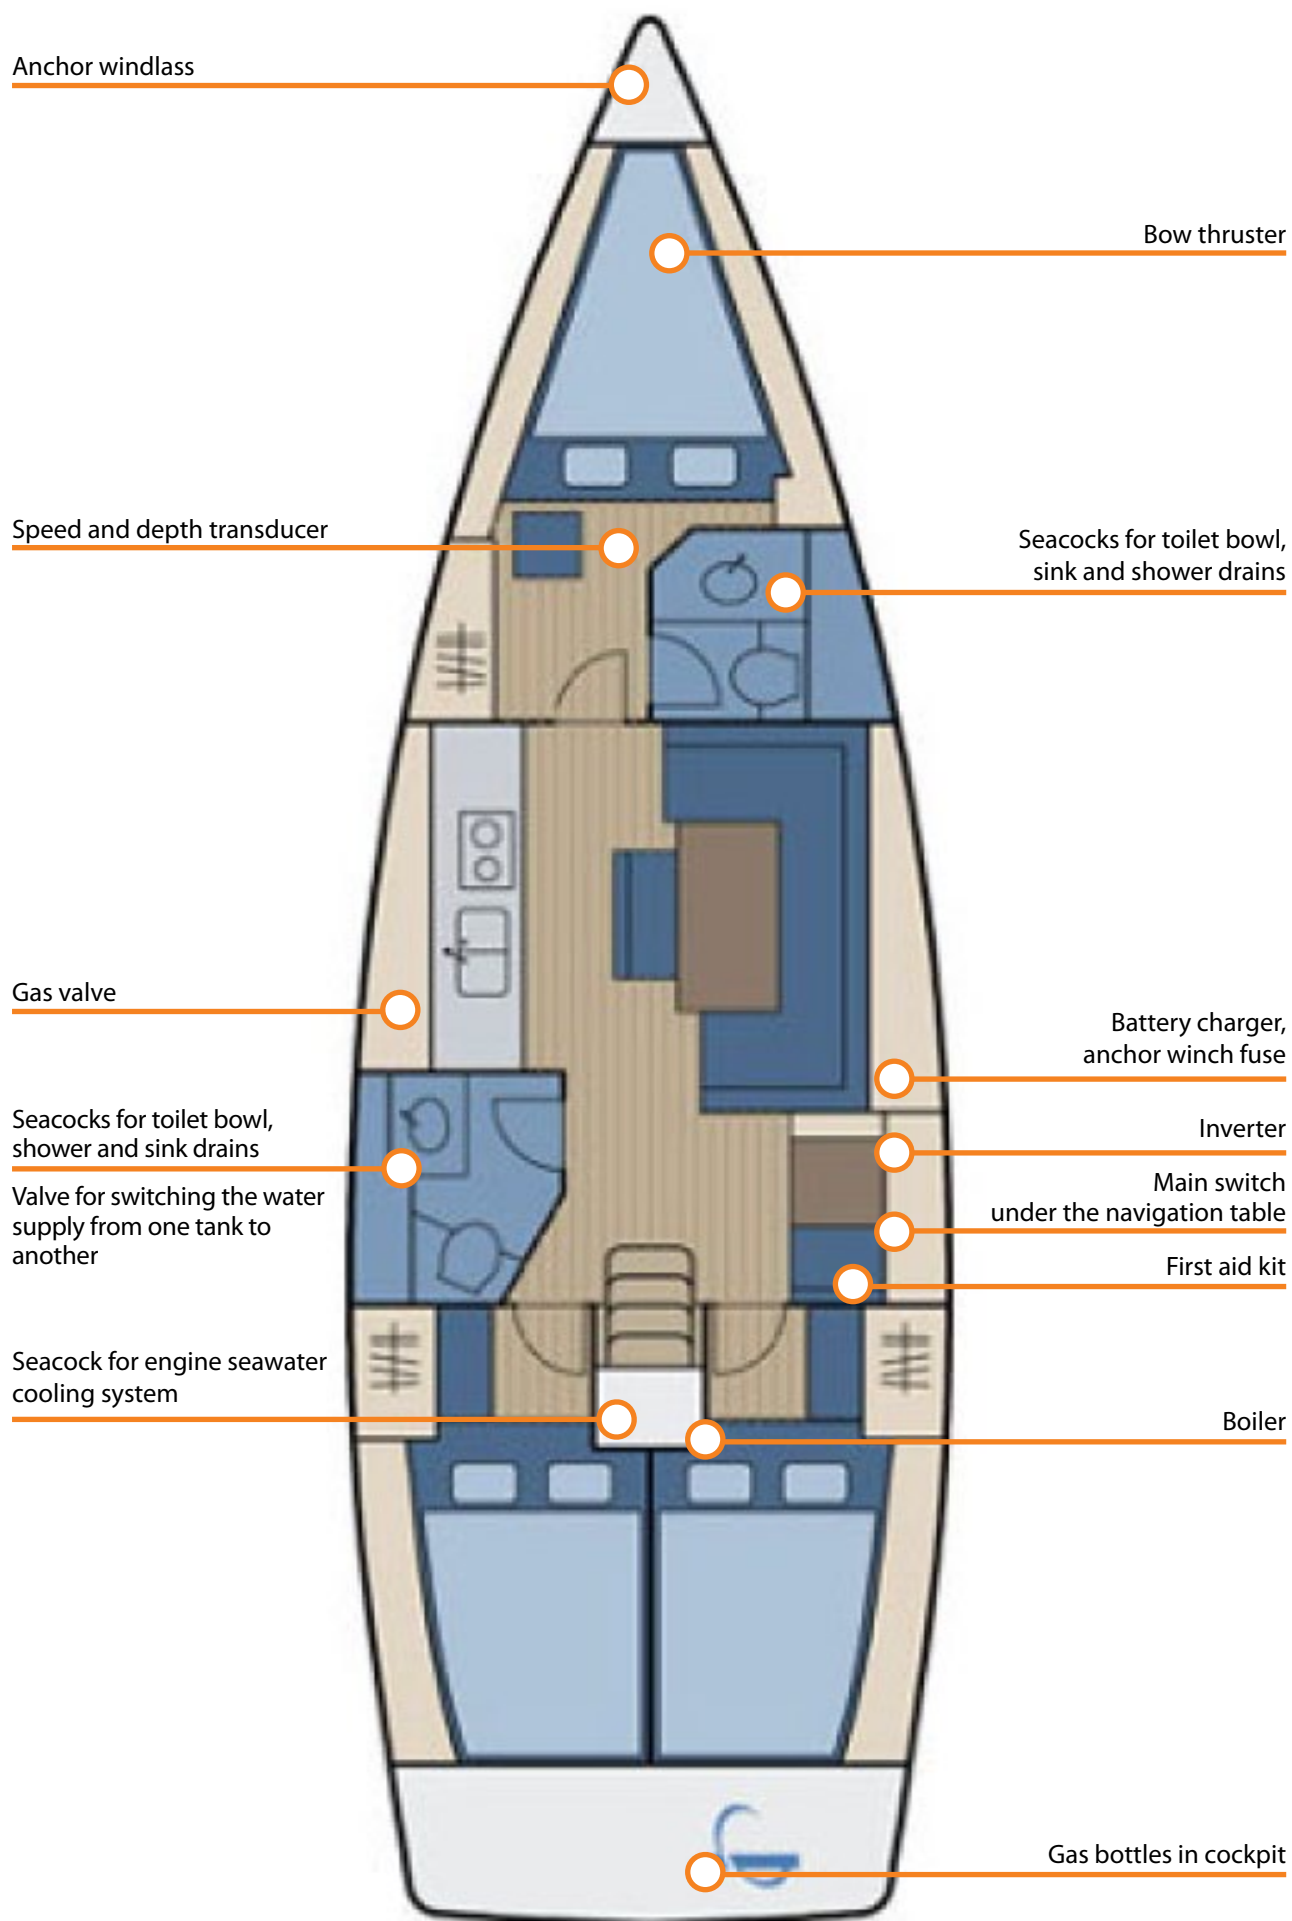 Anchor windlass
Bow thruster
Speed and depth transducer
Seacocks for toilet bowl,
sink and shower drains
Gas valve
Battery charger,
anchor winch fuse
Seacocks for toilet bowl,
shower and sink drains
Valve for switching the water
supply from one tank to
another
Inverter
Main switch
under the navigation table
First aid kit
Seacock for engine seawater
cooling system
Boiler
Gas bottles in cockpit